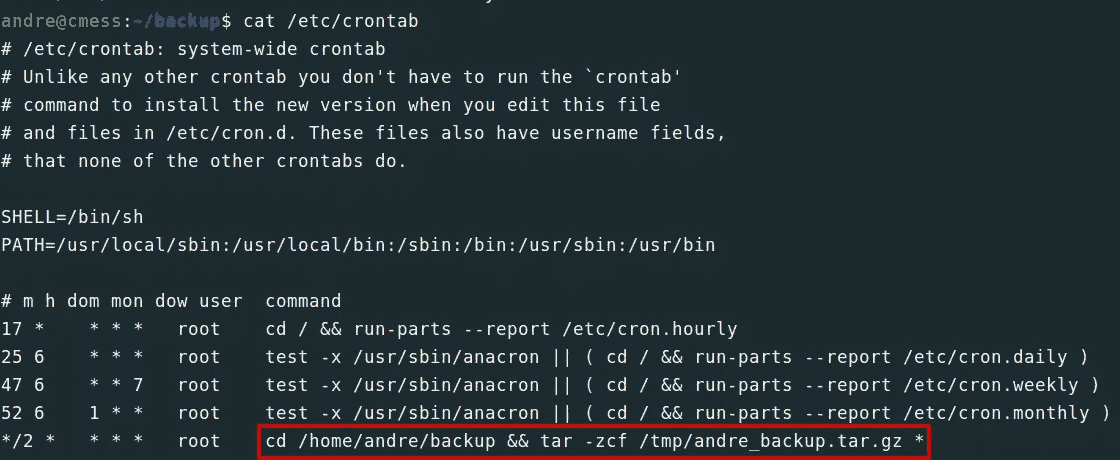 andre@cmess:~/backup$ cat /etc/crontab
# /etc/crontab: system-wide crontab
# Unlike any other crontab you don't have to run the `crontab'
# command to install the new version when you edit this file
# and files in /etc/cron.d. These files also have username fields,
# that none of the other crontabs do.

SHELL=/bin/sh
PATH=/usr/local/sbin:/usr/local/bin:/sbin:/bin:/usr/sbin:/usr/bin

# m h dom mon dow user  command
17 *    * * *   root    cd / && run-parts --report /etc/cron.hourly
25 6    * * *   root    test -x /usr/sbin/anacron || ( cd / && run-parts --report /etc/cron.daily )
47 6    * * 7   root    test -x /usr/sbin/anacron || ( cd / && run-parts --report /etc/cron.weekly )
52 6    1 * *   root    test -x /usr/sbin/anacron || ( cd / && run-parts --report /etc/cron.monthly )
*/2 *   * * *   root    cd /home/andre/backup && tar -zcf /tmp/andre_backup.tar.gz *